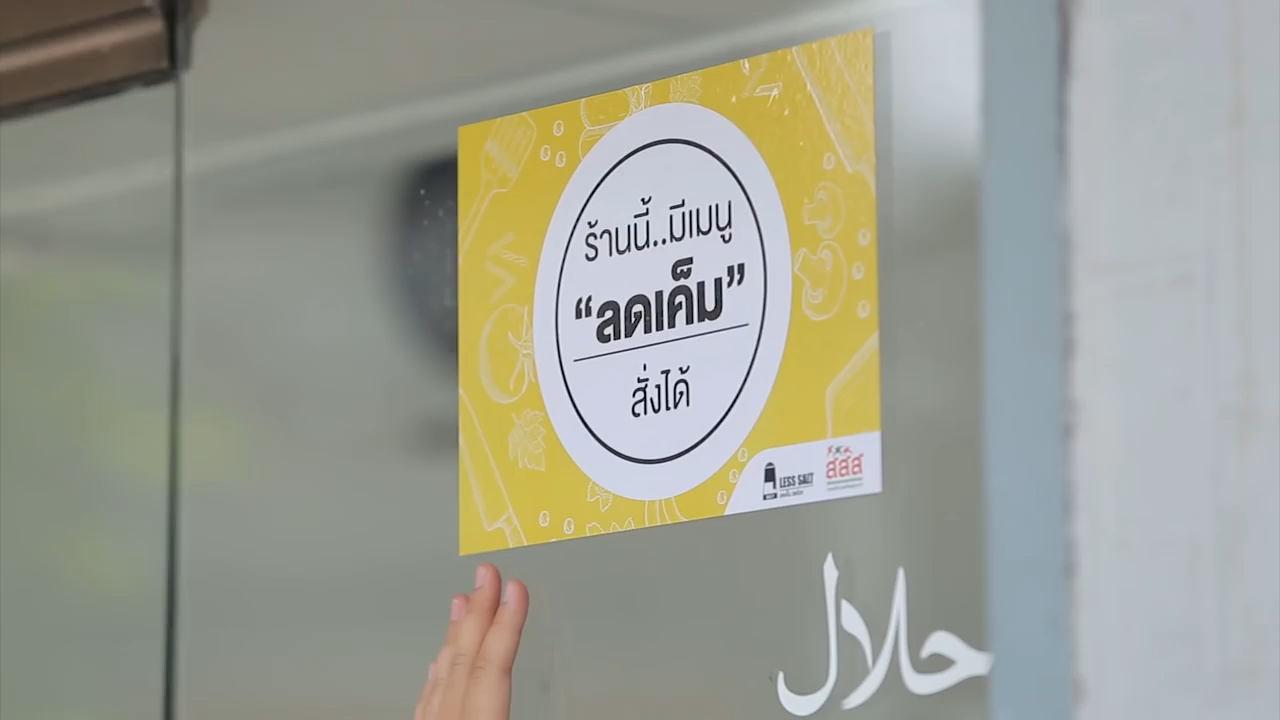 ร้านนี้..มีเมนู
“ลดเค็ม”
สั่งได้
LESS SALT
สสส
حلال